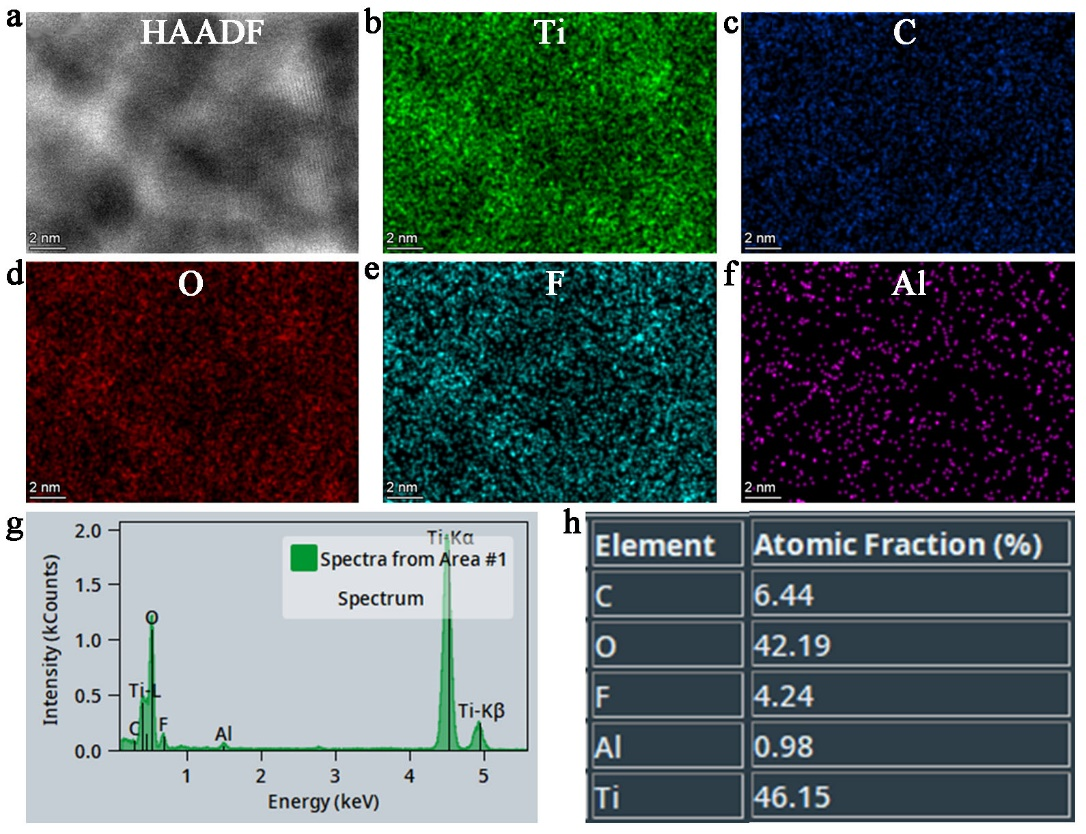 a
HAADF
2 nm
b
Ti
2 nm
c
C
2 nm
d
O
2 nm
e
F
2 nm
f
Al
2 nm
g
2.0
1.5
1.0
0.5
0.0
Intensity (kCounts)
Ti-Kα
Spectra from Area #1
Spectrum
O
Ti-L
C
F
Al
Ti-Kβ
1 2 3 4 5
Energy (keV)
h
Element Atomic Fraction (%)
C 6.44
O 42.19
F 4.24
Al 0.98
Ti 46.15